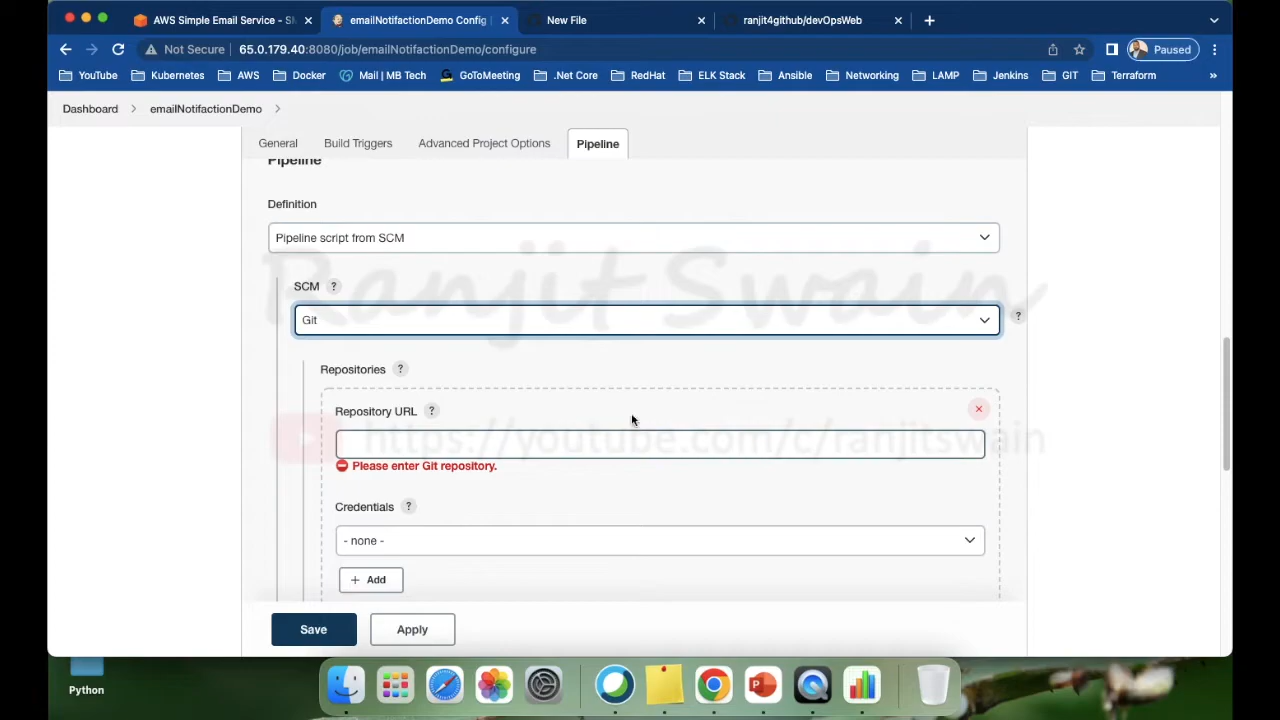 AWS Simple Email Service - SM
emailNotifactionDemo Config
New File
ranjit4github/devOpsWeb
Not Secure
65.0.179.40:8080/job/emailNotifactionDemo/configure
Paused
YouTube
Kubernetes
AWS
Docker
Mail | MB Tech
GoToMeeting
.Net Core
RedHat
ELK Stack
Ansible
Networking
LAMP
Jenkins
GIT
Terraform
»
Dashboard
emailNotifactionDemo
General
Build Triggers
Advanced Project Options
Pipeline
Pipeline
Definition
Pipeline script from SCM
Ranjit Swain
SCM ?
Git
?
Repositories ?
Repository URL ?
https://youtube.com/c/ranjitswain
Please enter Git repository.
Credentials ?
- none -
+ Add
Save
Apply
Python